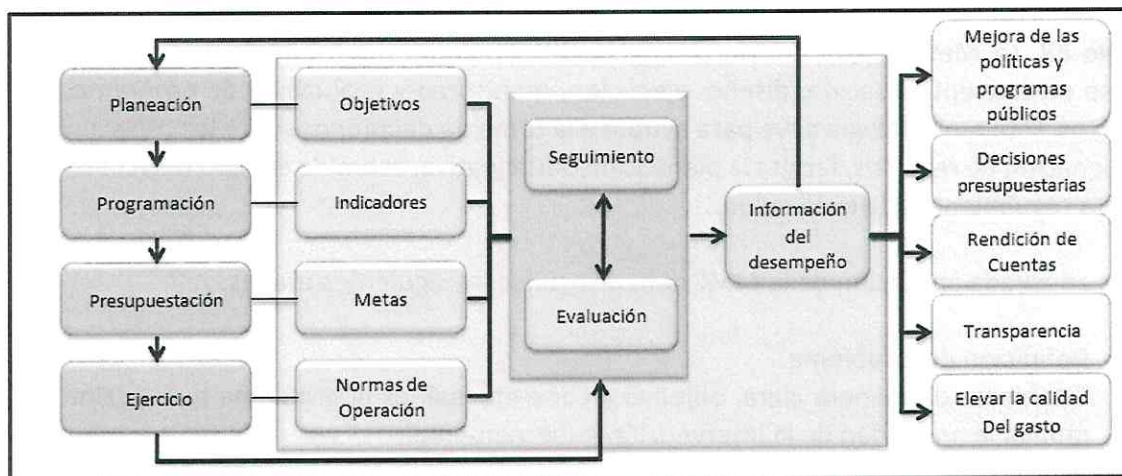 Planeación
Programación
Presupuestación
Ejercicio
Objetivos
Indicadores
Metas
Normas de
Operación
Seguimiento
Evaluación
Información
del
desempeño
Mejora de las
políticas y
programas
públicos
Decisiones
presupuestarias
Rendición de
Cuentas
Transparencia
Elevar la calidad
Del gasto